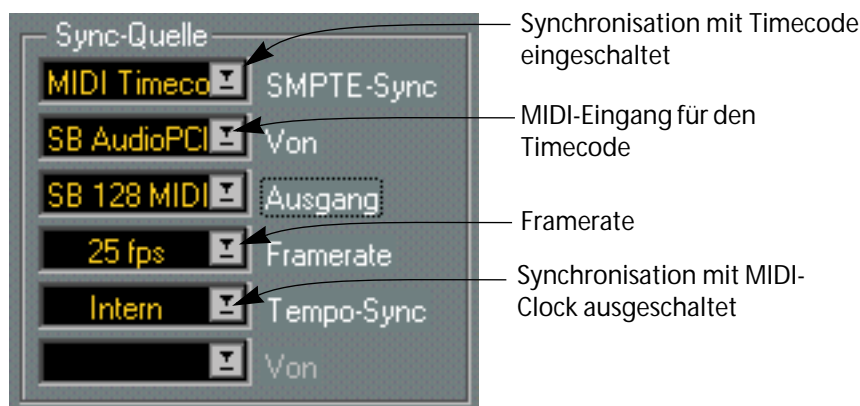 Sync-Quelle
MIDI Timeco
SMPTE-Sync
SB AudioPCI
Von
SB 128 MIDI
Ausgang
25 fps
Framerate
Intern
Tempo-Sync
Von
Synchronisation mit Timecode
eingeschaltet
MIDI-Eingang für den
Timecode
Framerate
Synchronisation mit MIDI-
Clock ausgeschaltet